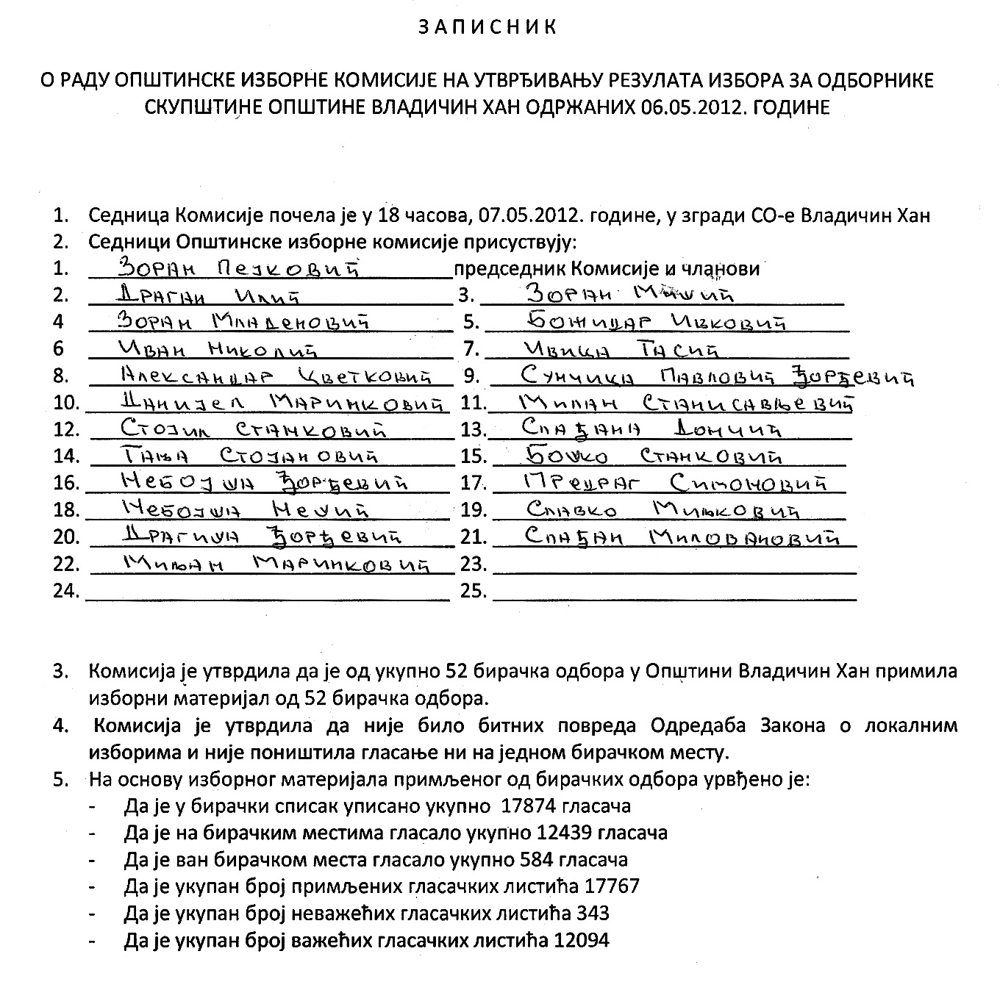 З А П И С Н И К
О РАДУ ОПШТИНСКЕ ИЗБОРНЕ КОМИСИЈЕ НА УТВРЂИВАЊУ РЕЗУЛАТА ИЗБОРА ЗА ОДБОРНИКЕ
СКУПШТИНЕ ОПШТИНЕ ВЛАДИЧИН ХАН ОДРЖАНИХ 06.05.2012. ГОДИНЕ
1. Седница Комисије почела је у 18 часова, 07.05.2012. године, у згради СО-е Владичин Хан
2. Седници Општинске изборне комисије присуствују:
1. Зоран Пејковић председник Комисије и чланови
2. Драган Илић 3. Зоран
4 Зоран Младеновић 5. Божидар Ивковић
6 Иван Николић 7. Ивица Тасић
8. Александар Цветковић 9. Сунчица Павловић Ђорђевић
10. Данијел Маринковић 11. Милан Станисављевић
12. Стојил Станковић 13. Слађана Дончић
14. Тања Стојановић 15. Бошко Станковић
16. Небојша Ђорђевић 17. Предраг Симоновић
18. Небојша Нешић 19. Славко Миљковић
20. Драгиша Ђорђевић 21. Слађан Миловановић
22. Миљан Маринковић 23.
24. 25.
3. Комисија је утврдила да је од укупно 52 бирачка одбора у Општини Владичин Хан примила
изборни материјал од 52 бирачка одбора.
4. Комисија је утврдила да није било битних повреда Одредаба Закона о локалним
изборима и није поништила гласање ни на једном бирачком месту.
5. На основу изборног материјала примљеног од бирачких одбора урвђено је:
- Да је у бирачки списак уписано укупно 17874 гласача
- Да је на бирачким местима гласало укупно 12439 гласача
- Да је ван бирачком места гласало укупно 584 гласача
- Да је укупан број примљених гласачких листића 17767
- Да је укупан број неважећих гласачких листића 343
- Да је укупан број важећих гласачких листића 12094